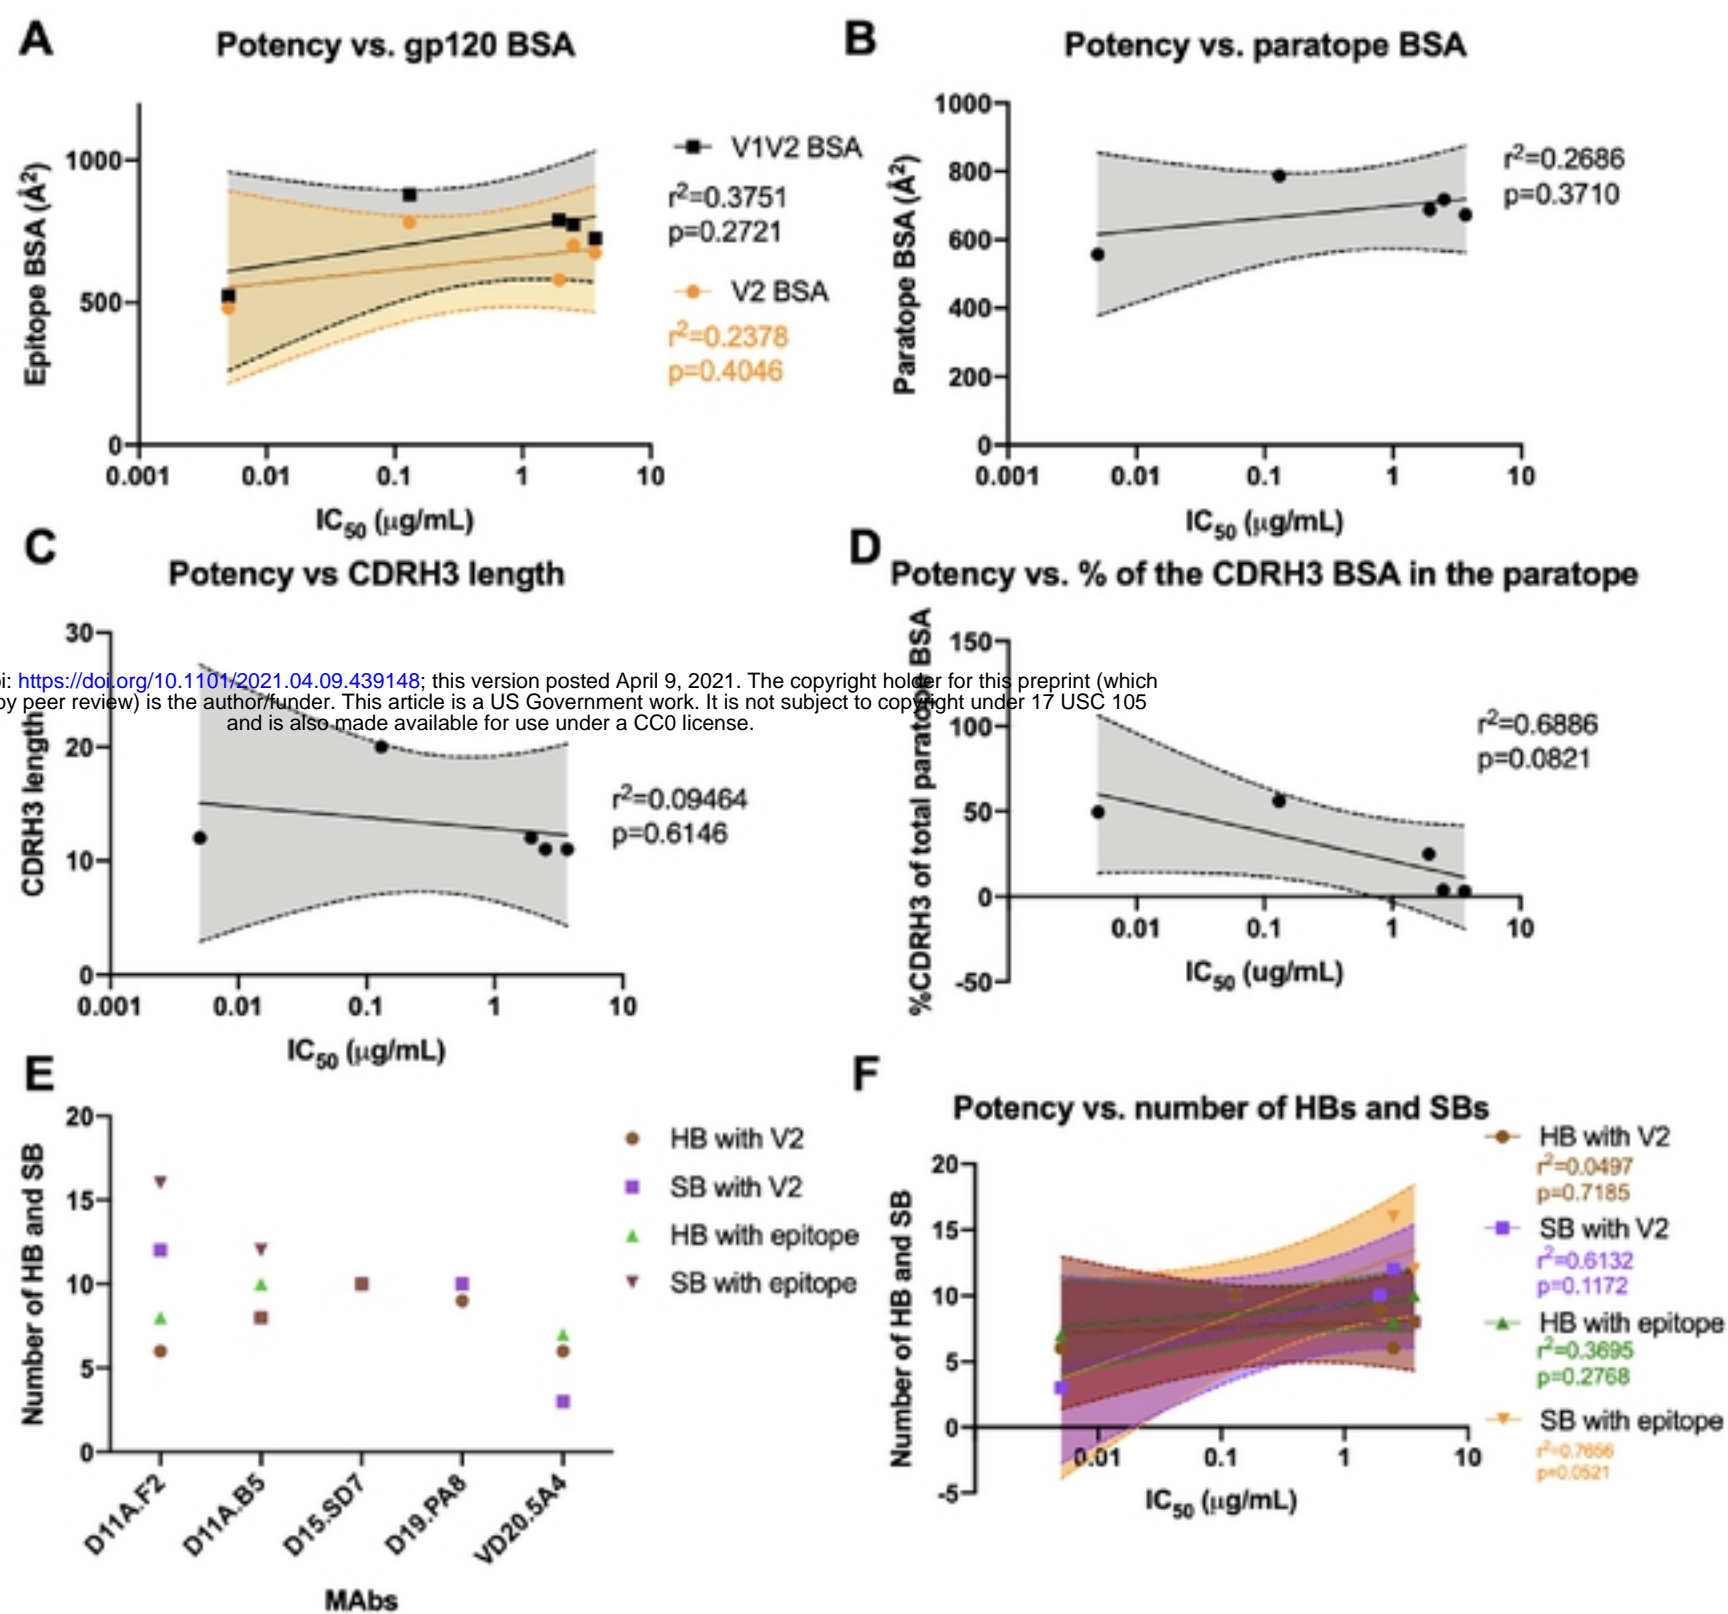 A
Potency vs. gp120 BSA
Epitope BSA (Å²)
1000
500
0
0.001 0.01 0.1 1 10
IC50 (μg/mL)
V1V2 BSA
r²=0.3751
p=0.2721
V2 BSA
r²=0.2378
p=0.4046
B
Potency vs. paratope BSA
Paratope BSA (Å²)
1000
800
600
400
200
0
0.001 0.01 0.1 1 10
IC50 (μg/mL)
r²=0.2686
p=0.3710
C
Potency vs CDRH3 length
CDRH3 length
30
20
10
0
0.001 0.01 0.1 1 10
IC50 (μg/mL)
r²=0.09464
p=0.6146
D
Potency vs. % of the CDRH3 BSA in the paratope
%CDRH3 of total paratope BSA
150
100
50
0
-50
0.01 0.1 1 10
IC50 (ug/mL)
r²=0.6886
p=0.0821
i: https://doi.org/10.1101/2021.04.09.439148; this version posted April 9, 2021. The copyright holder for this preprint (which
by peer review) is the author/funder. This article is a US Government work. It is not subject to copyright under 17 USC 105
and is also made available for use under a CC0 license.
E
Number of HB and SB
20
15
10
5
0
D11A.F2
D11A.B5
D15.SD7
D19.PA8
VD20.5A4
MAbs
HB with V2
SB with V2
HB with epitope
SB with epitope
F
Potency vs. number of HBs and SBs
Number of HB and SB
20
15
10
5
0
-5
0.01 0.1 1 10
IC50 (μg/mL)
HB with V2
r²=0.0497
p=0.7185
SB with V2
r²=0.6132
p=0.1172
HB with epitope
r²=0.3695
p=0.2768
SB with epitope
r²=0.7656
p=0.0521